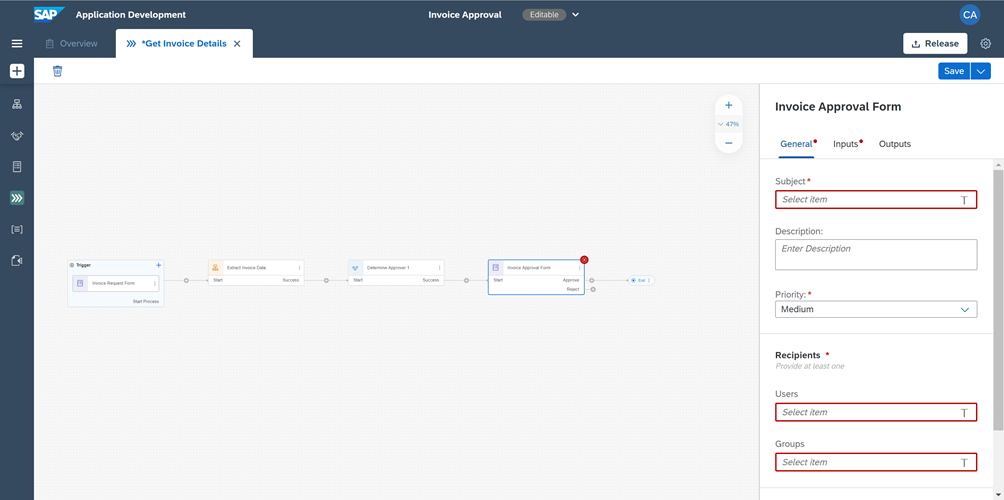 SAP Application Development
Invoice Approval Editable
CA
Overview
*Get Invoice Details
Release
Save
47%
Trigger
Invoice Request Form
Start Process
Extract Invoice Data
Start Success
Determine Approver 1
Start Success
Invoice Approval Form
Start Approve
Reject
End
Invoice Approval Form
General Inputs Outputs
Subject *
Select item T
Description:
Enter Description
Priority: *
Medium
Recipients *
Provide at least one
Users
Select item T
Groups
Select item T